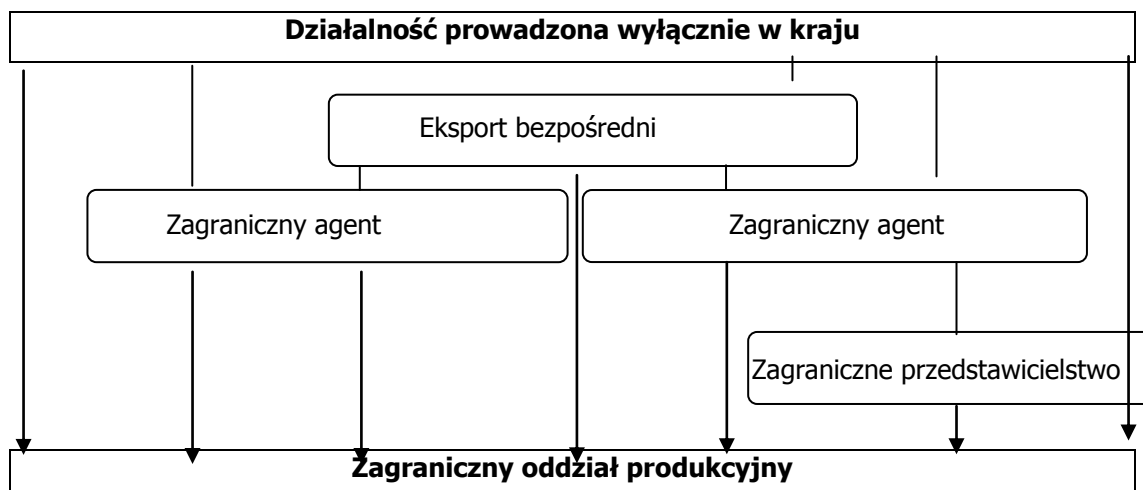 Działalność prowadzona wyłącznie w kraju
Eksport bezpośredni
Zagraniczny agent
Zagraniczny agent
Zagraniczne przedstawicielstwo
Zagraniczny oddział produkcyjny